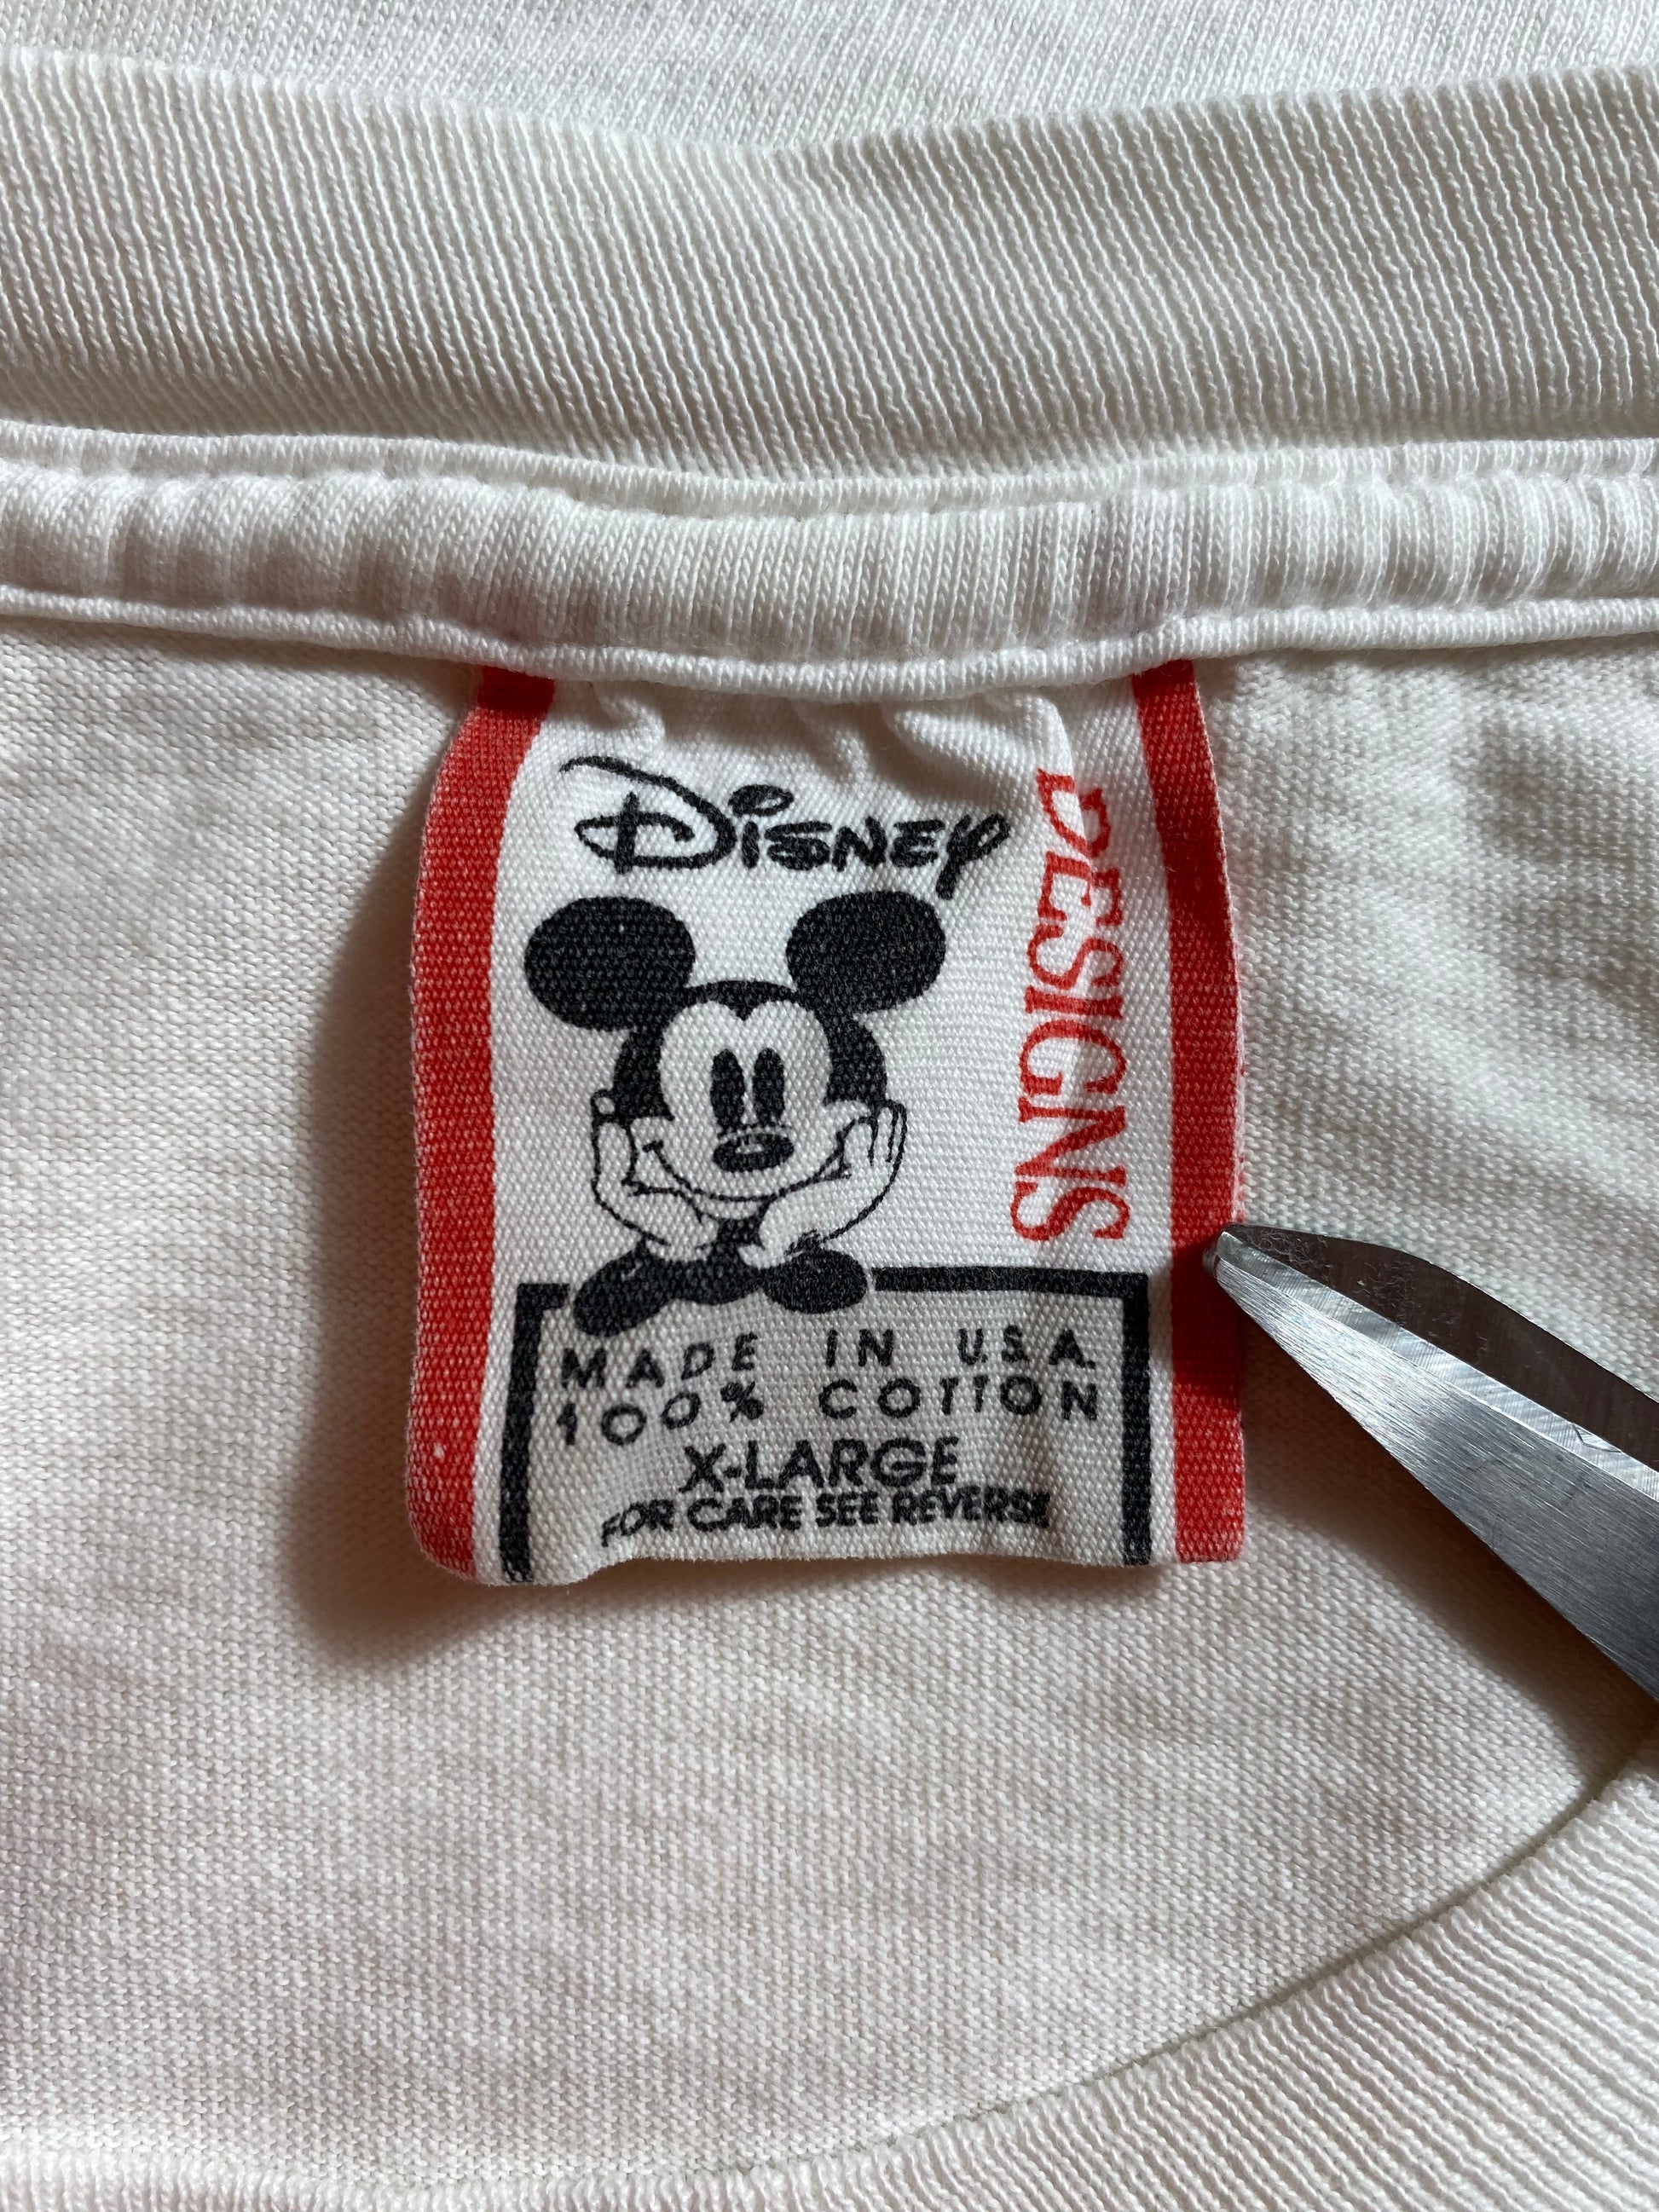 Disney
DESIGNS
MADE IN U.S.A.
100% COTTON
X-LARGE
FOR CARE SEE REVERSE